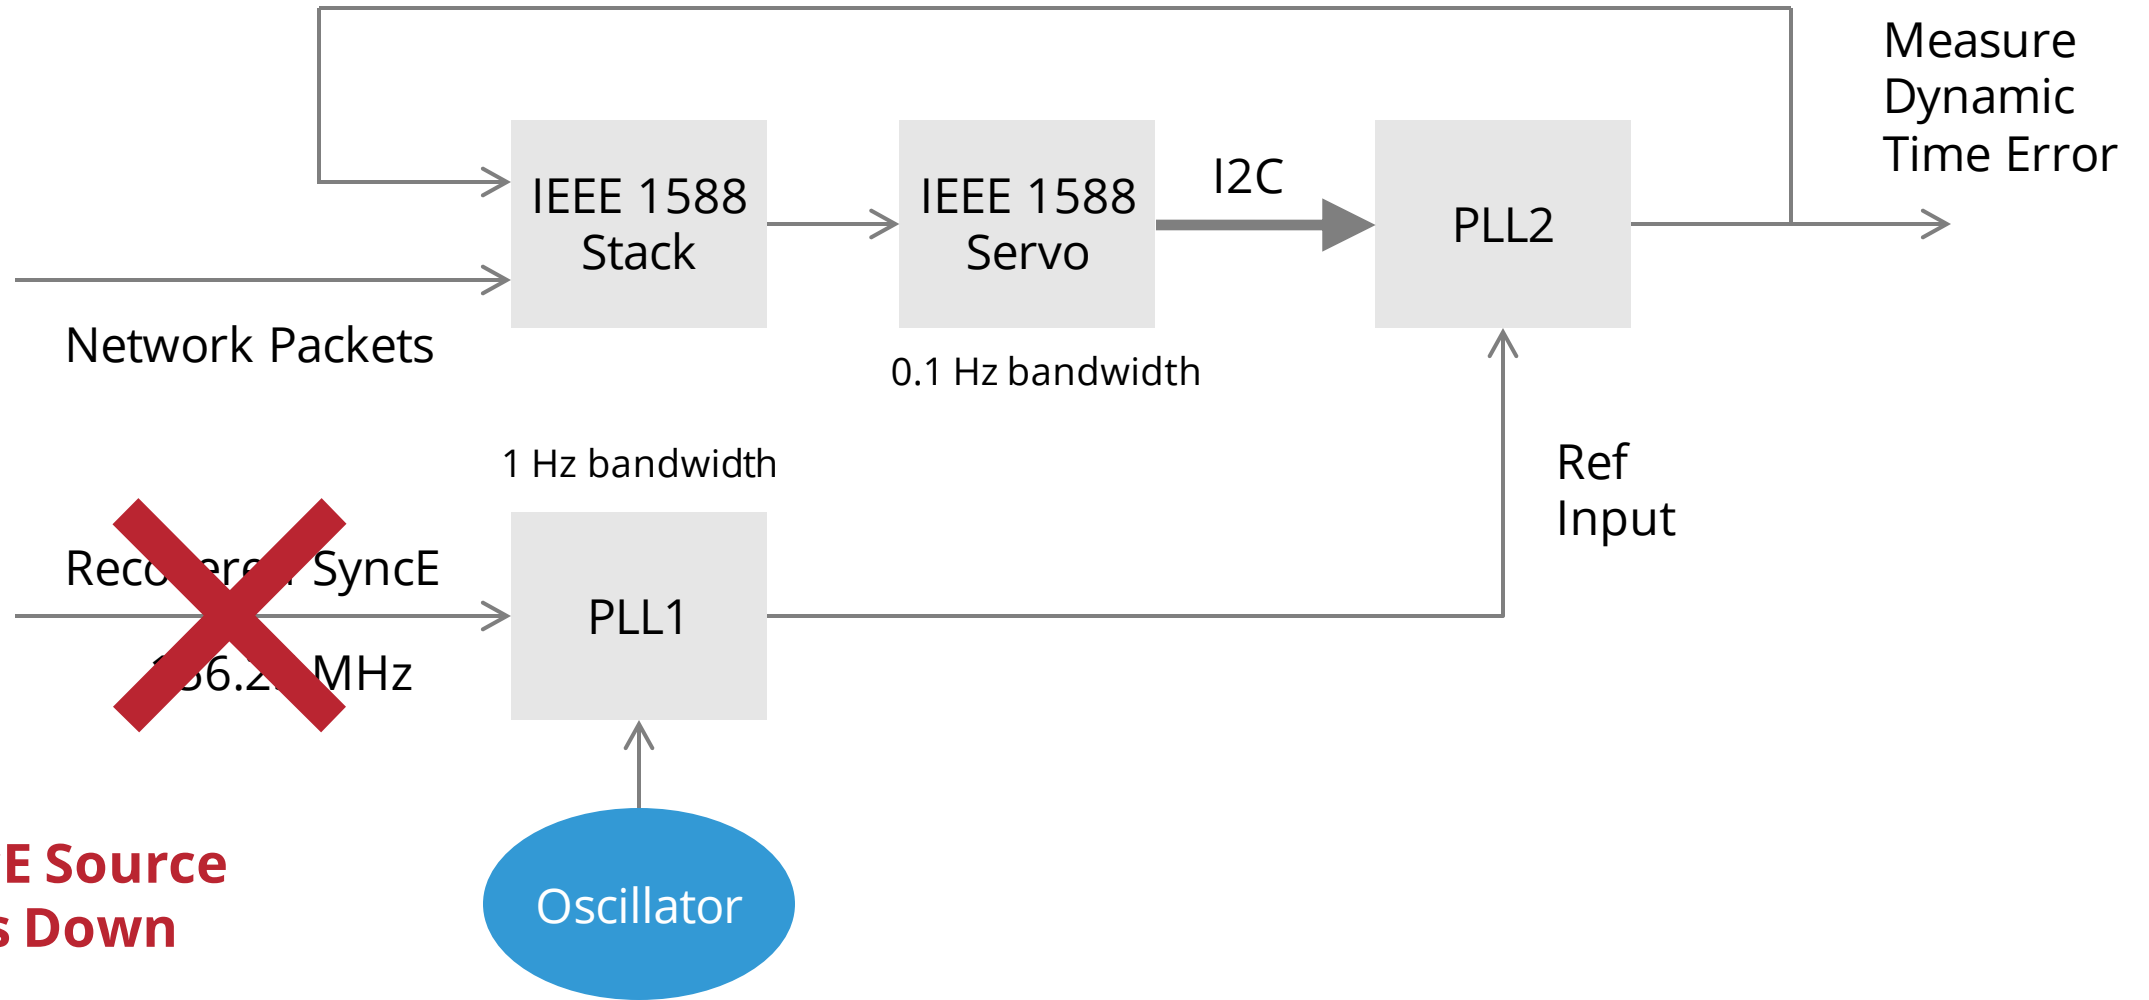 Measure
Dynamic
Time Error
IEEE 1588
Stack
IEEE 1588
Servo
I2C
PLL2
Network Packets
0.1 Hz bandwidth
1 Hz bandwidth
Ref
Input
SyncE
PLL1
MHz
Oscillator
E Source
s Down